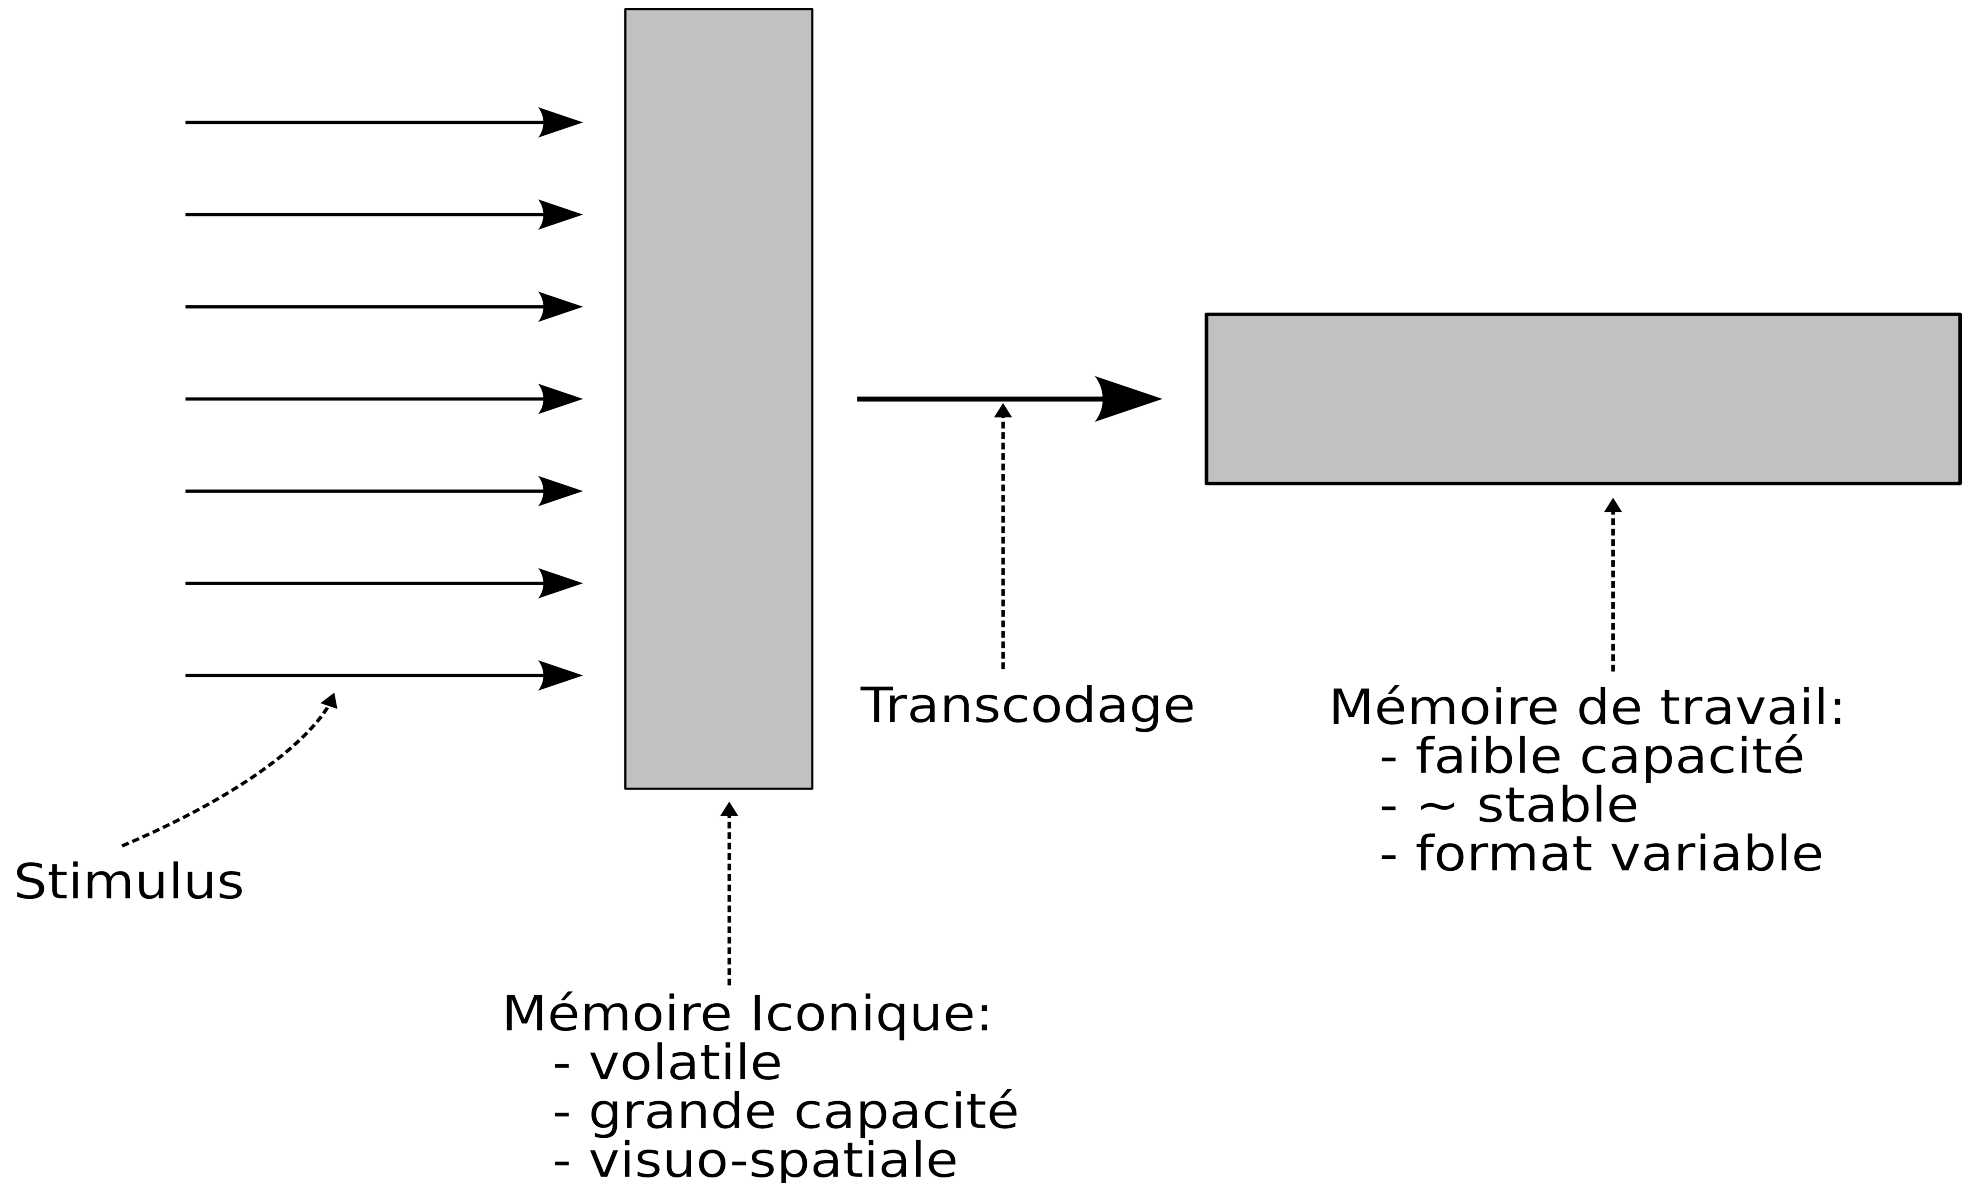 Stimulus
Mémoire Iconique:
- volatile
- grande capacité
- visuo-spatiale
Transcodage
Mémoire de travail:
- faible capacité
- ~ stable
- format variable